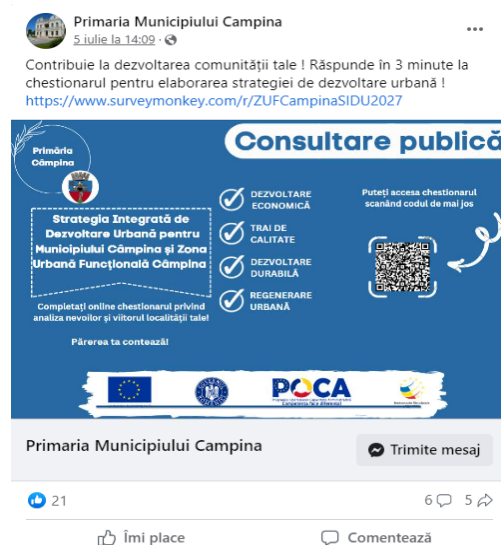 Primaria Municipiului Campina
5 iulie la 14:09 ·
Contribuie la dezvoltarea comunității tale ! Răspunde în 3 minute la
chestionarul pentru elaborarea strategiei de dezvoltare urbană !
https://www.surveymonkey.com/r/ZUFCampinaSIDU2027
Primăria
Câmpina
Consultare publică
Strategia Integrată de
Dezvoltare Urbană pentru
Municipiului Câmpina și Zona
Urbană Funcțională Câmpina
Completați online chestionarul privind
analiza nevoilor și viitorul localității tale!
Părerea ta contează!
DEZVOLTARE
ECONOMICĂ
TRAI DE
CALITATE
DEZVOLTARE
DURABILĂ
REGENERARE
URBANĂ
Puteți accesa chestionarul
scanând codul de mai jos
POCA
Competența face diferența!
Primaria Municipiului Campina
Trimite mesaj
21
6
5
Îmi place
Comentează